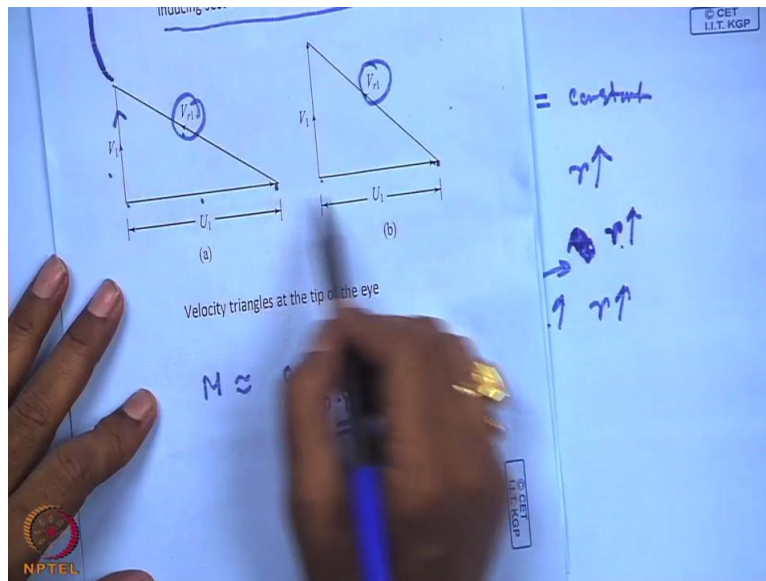 inducing
© CET
I.I.T. KGP
V₁
Vᵣ₁
U₁
(a)
V₁
Vᵣ₁
U₁
(b)
= constant
r↑
r↑
↑ r↑
Velocity triangles at the tip of the eye
M ≈
© CET
I.I.T. KGP
NPTEL